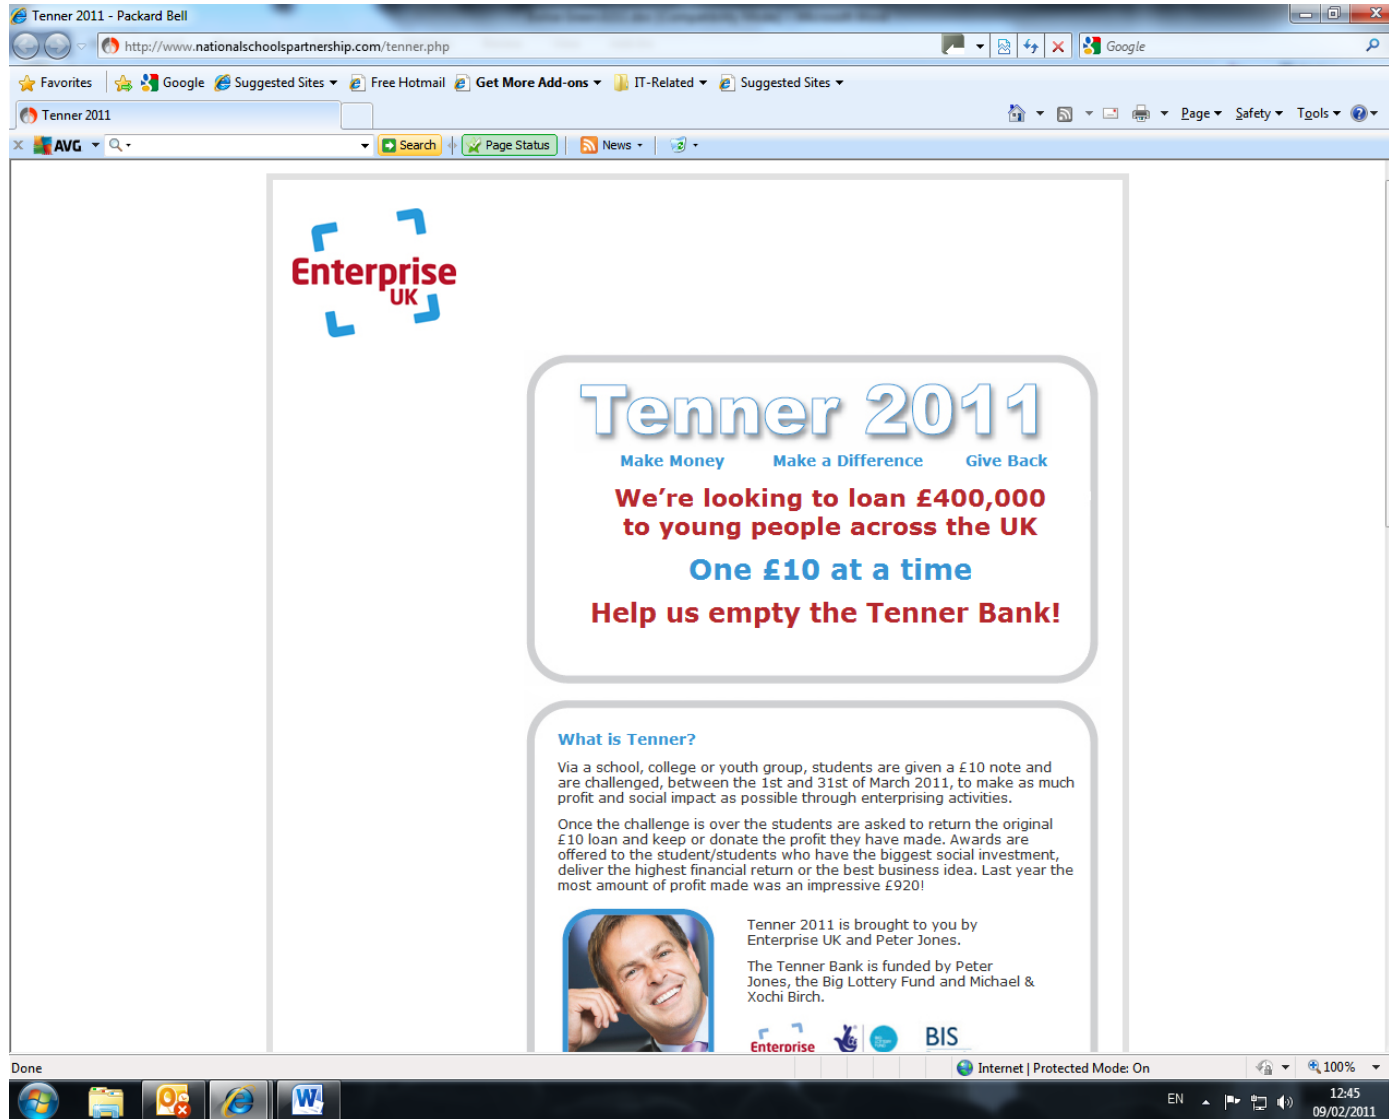 Tenner 2011 - Packard Bell
http://www.nationalschoolspartnership.com/tenner.php
Google
Favorites Google Suggested Sites Free Hotmail Get More Add-ons IT-Related Suggested Sites
Tenner 2011
Page Safety Tools
AVG Search Page Status News
Enterprise
UK
Tenner 2011
Make Money Make a Difference Give Back
We're looking to loan £400,000
to young people across the UK
One £10 at a time
Help us empty the Tenner Bank!
What is Tenner?
Via a school, college or youth group, students are given a £10 note and
are challenged, between the 1st and 31st of March 2011, to make as much
profit and social impact as possible through enterprising activities.
Once the challenge is over the students are asked to return the original
£10 loan and keep or donate the profit they have made. Awards are
offered to the student/students who have the biggest social investment,
deliver the highest financial return or the best business idea. Last year the
most amount of profit made was an impressive £920!
Tenner 2011 is brought to you by
Enterprise UK and Peter Jones.
The Tenner Bank is funded by Peter
Jones, the Big Lottery Fund and Michael &
Xochi Birch.
Enterprise
BIS
Done Internet | Protected Mode: On 100%
EN 12:45
09/02/2011